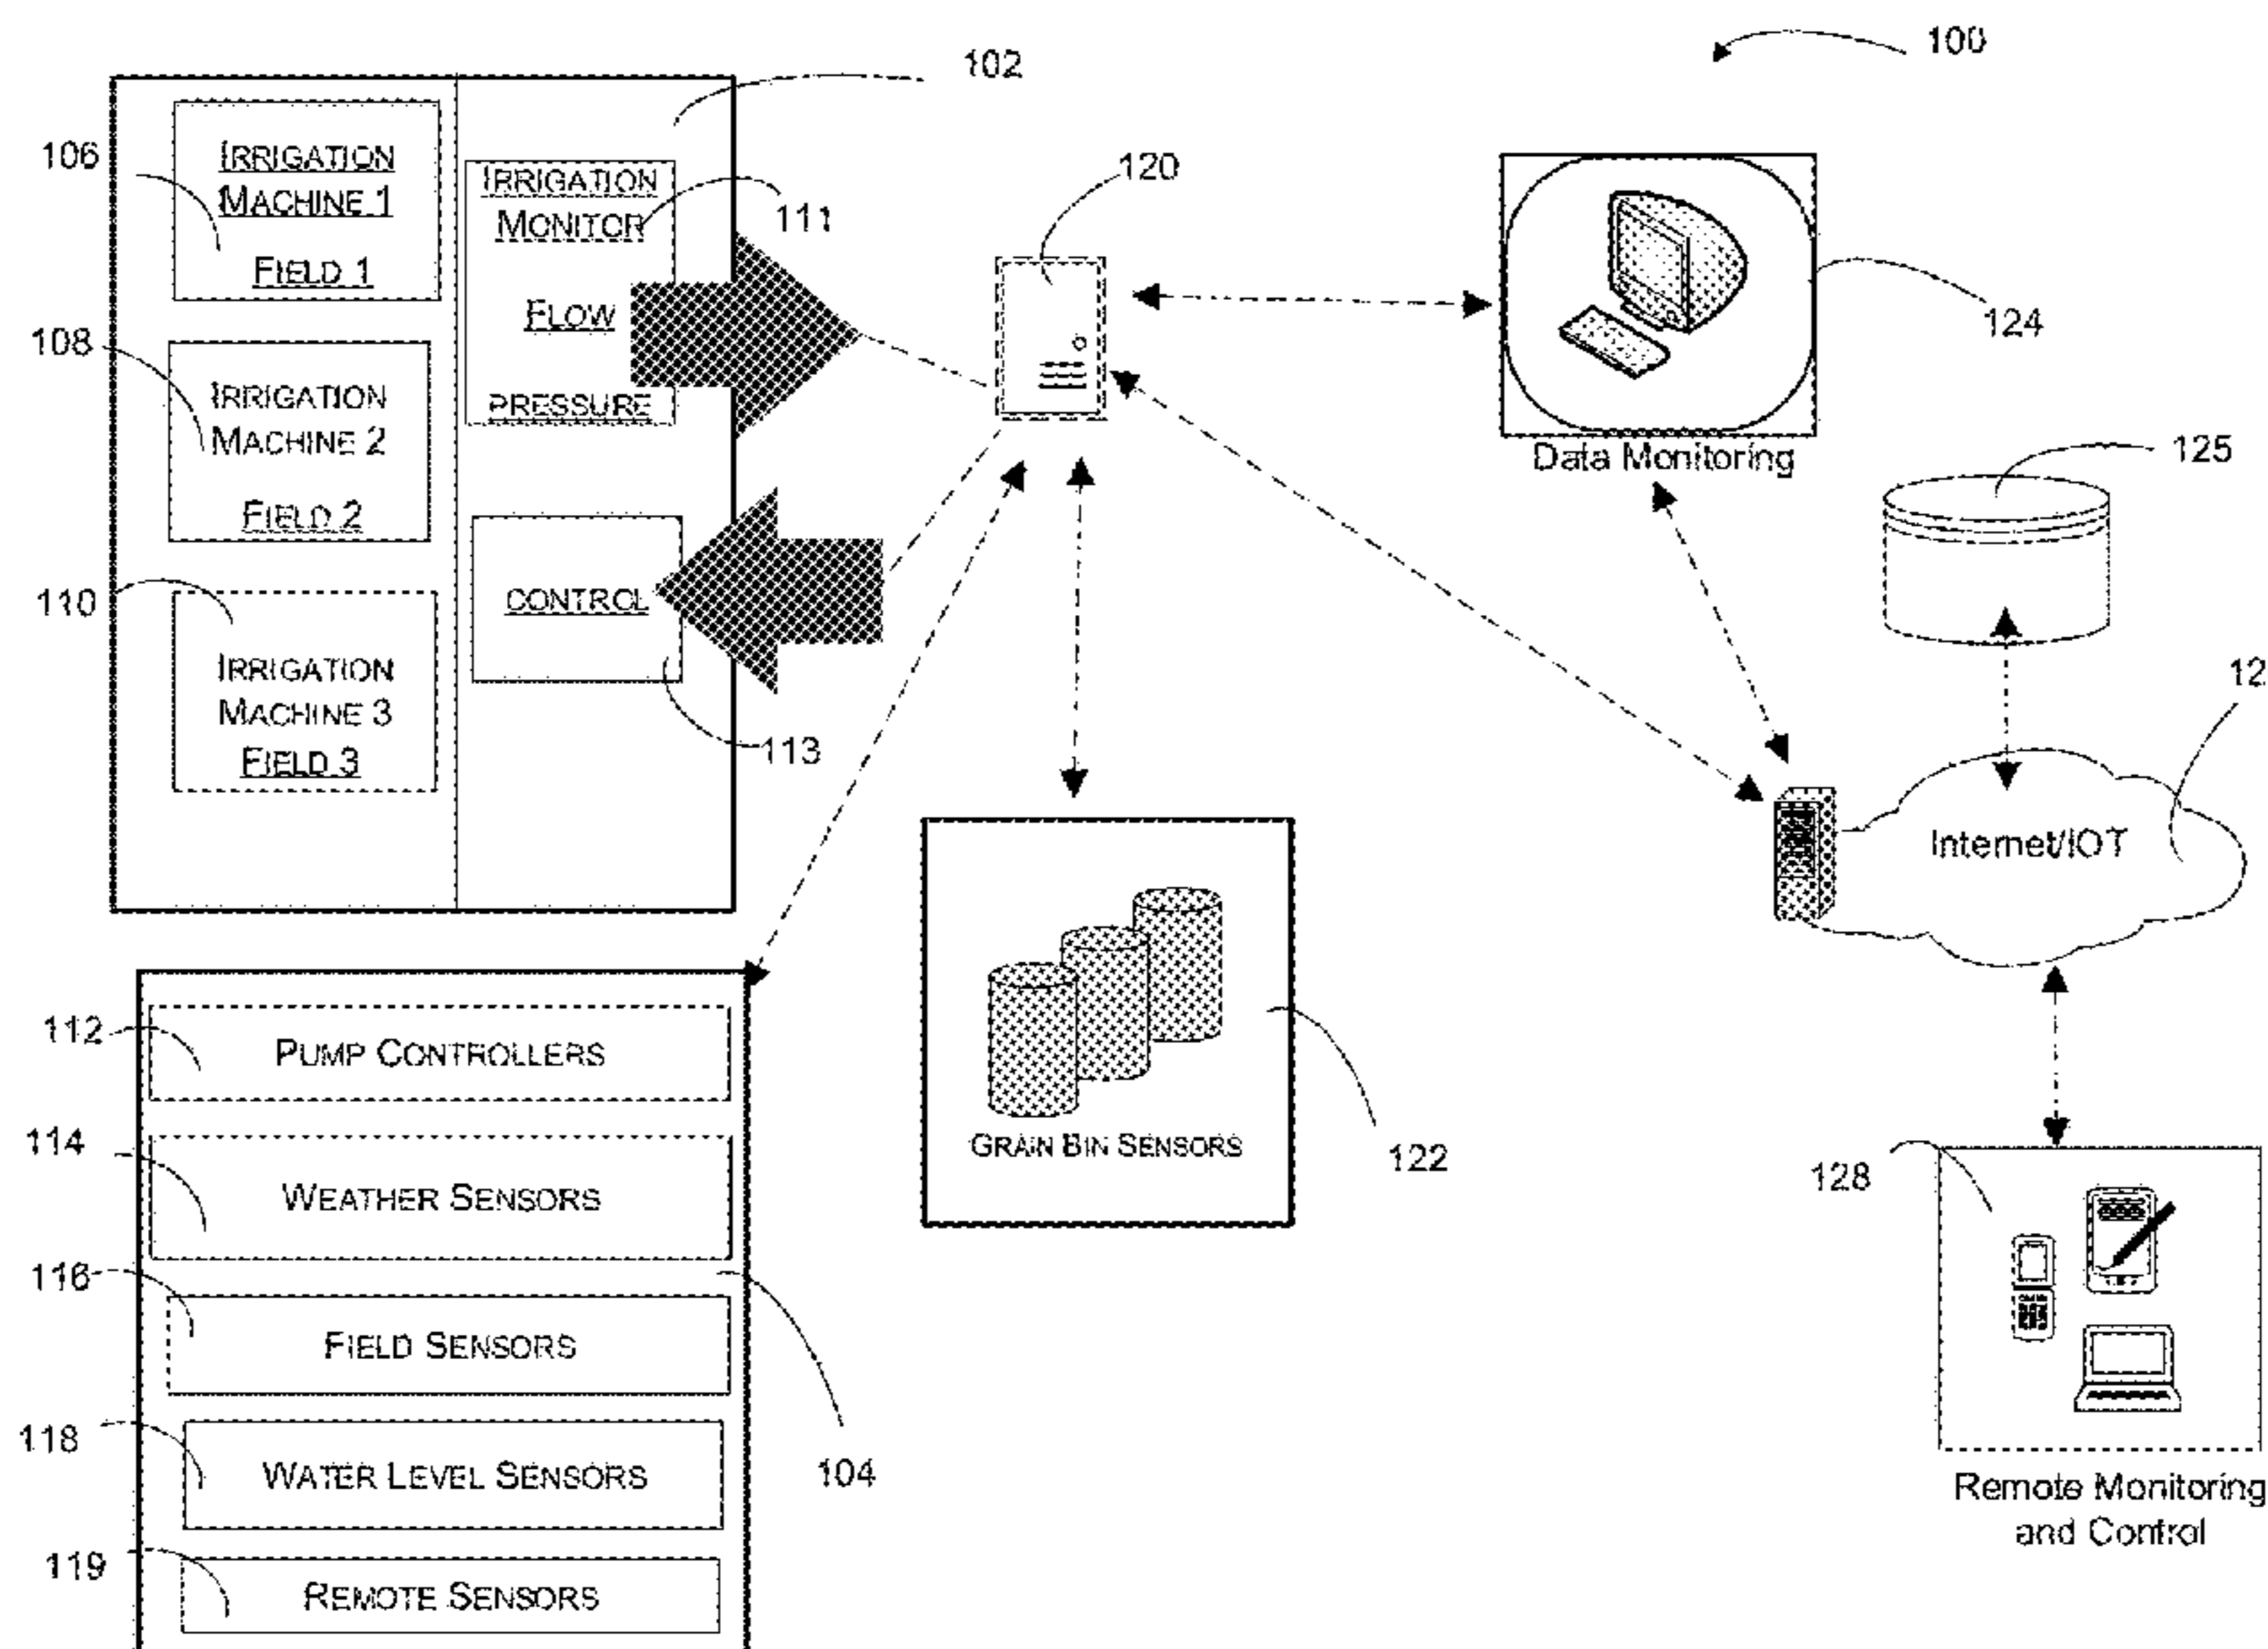 100
102
106
IRRIGATION
MACHINE 1
FIELD 1
IRRIGATION
MONITOR
111
FLOW
PRESSURE
120
124
Data Monitoring
108
IRRIGATION
MACHINE 2
FIELD 2
125
110
IRRIGATION
MACHINE 3
FIELD 3
CONTROL
113
12
Internet/IOT
112
PUMP CONTROLLERS
114
WEATHER SENSORS
116
FIELD SENSORS
118
WATER LEVEL SENSORS
104
119
REMOTE SENSORS
GRAIN BIN SENSORS
122
128
Remote Monitoring
and Control